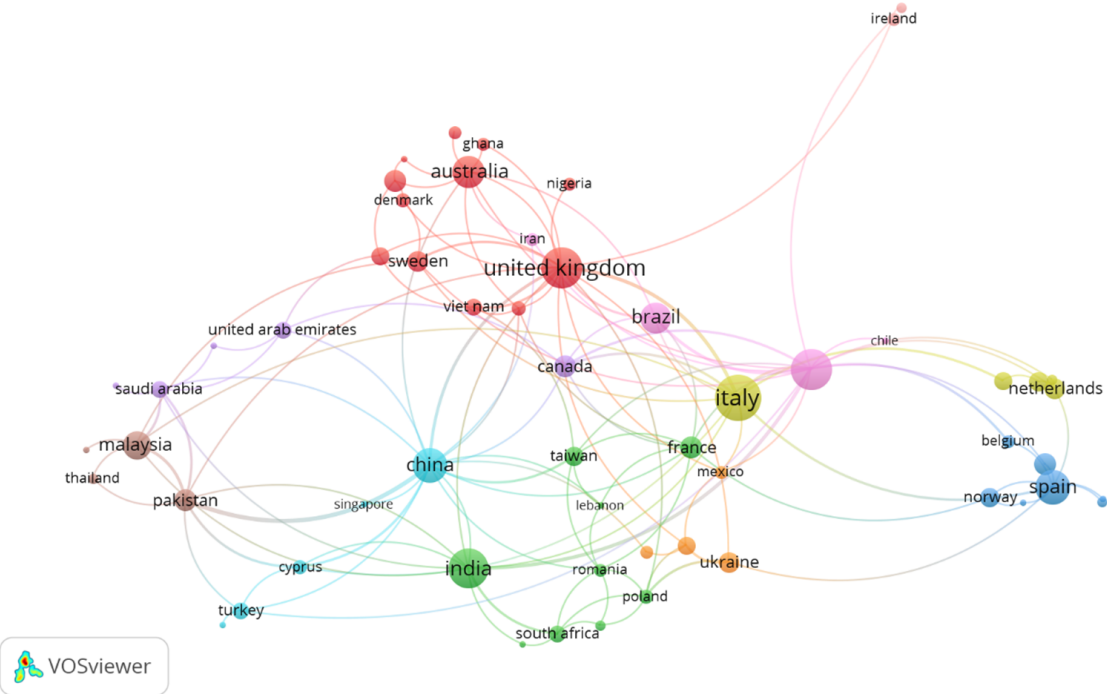 ireland
ghana
australia
nigeria
denmark
iran
sweden
united kingdom
viet nam
brazil
united arab emirates
chile
canada
saudi arabia
netherlands
italy
malaysia
belgium
france
taiwan
china
mexico
thailand
spain
norway
pakistan
singapore
lebanon
ukraine
cyprus
india
romania
poland
turkey
south africa
VOSviewer